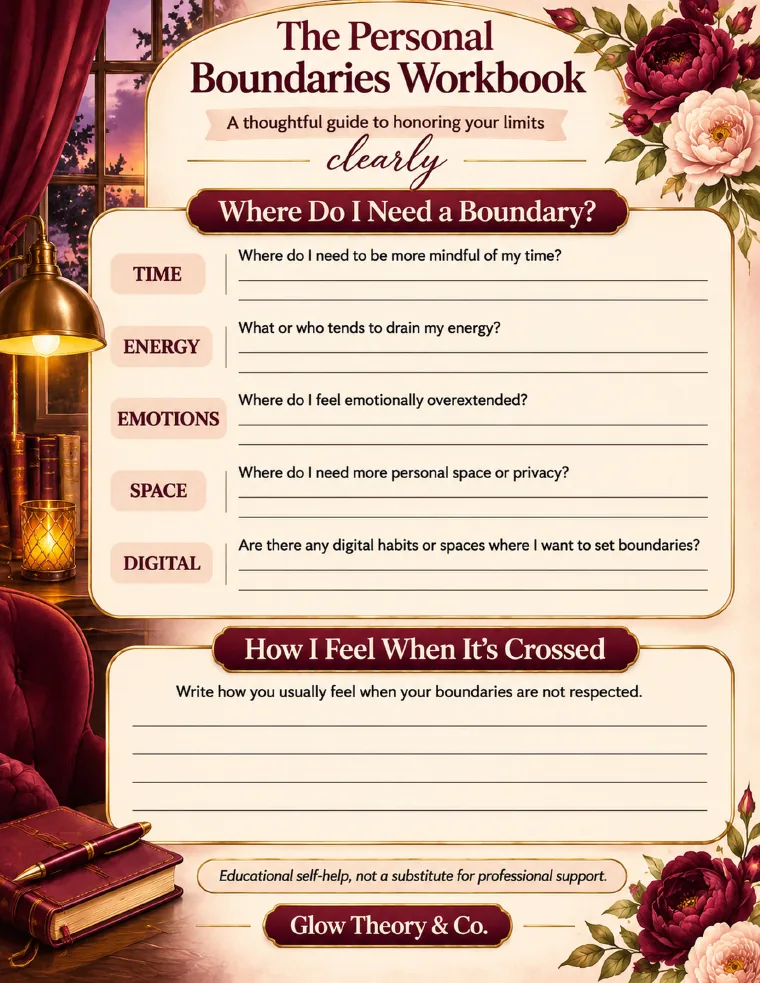 The Personal
Boundaries Workbook
A thoughtful guide to honoring your limits
clearly
Where Do I Need a Boundary?
TIME
Where do I need to be more mindful of my time?
ENERGY
What or who tends to drain my energy?
EMOTIONS
Where do I feel emotionally overextended?
SPACE
Where do I need more personal space or privacy?
DIGITAL
Are there any digital habits or spaces where I want to set boundaries?
How I Feel When It's Crossed
Write how you usually feel when your boundaries are not respected.
Educational self-help, not a substitute for professional support.
Glow Theory & Co.